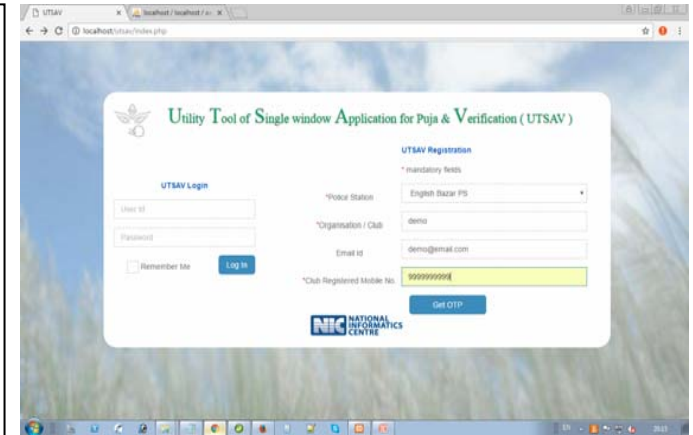 UTSAV
localhost / localhost /
localhost/utsav/index.php
Utility Tool of Single window Application for Puja & Verification ( UTSAV )
UTSAV Registration
* mandatory fields
UTSAV Login
*Police Station
English Bazar PS
User Id
*Organisation / Club
demo
Password
Email Id
demo@email.com
Remember Me
Log In
*Club Registered Mobile No.
9999999999
Get OTP
NIC NATIONAL
INFORMATICS
CENTRE
EN